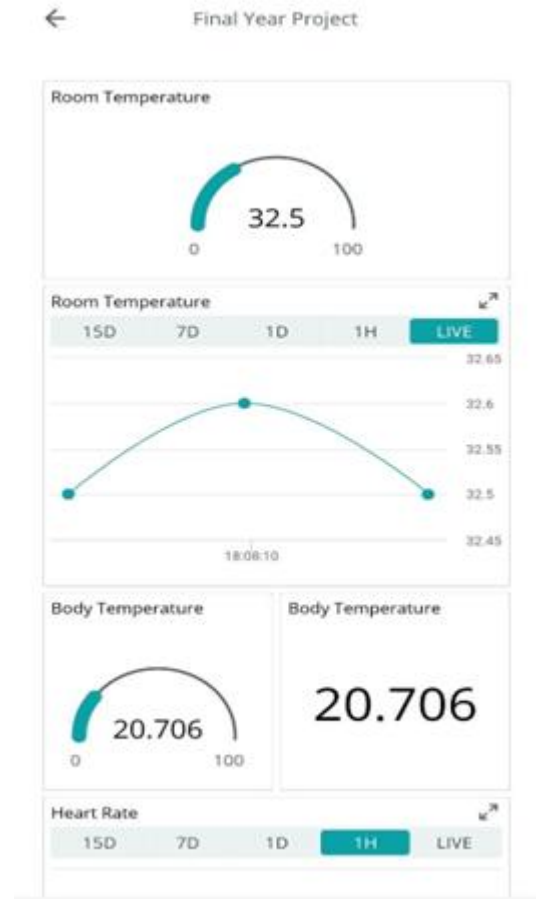 Final Year Project
Room Temperature
32.5
0 100
Room Temperature
15D 7D 1D 1H LIVE
32.65
32.6
32.55
32.5
32.45
18:08:10
Body Temperature Body Temperature
20.706 20.706
0 100
Heart Rate
15D 7D 1D 1H LIVE